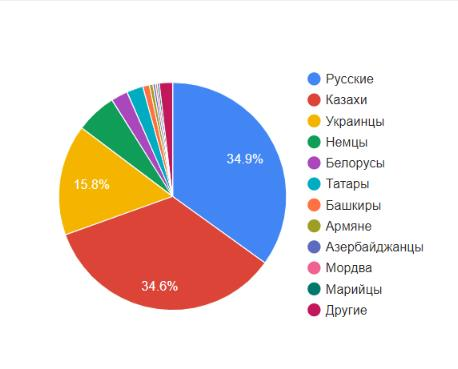 34.9%
34.6%
15.8%
Русские
Казахи
Украинцы
Немцы
Белорусы
Татары
Башкиры
Армяне
Азербайджанцы
Мордва
Марийцы
Другие